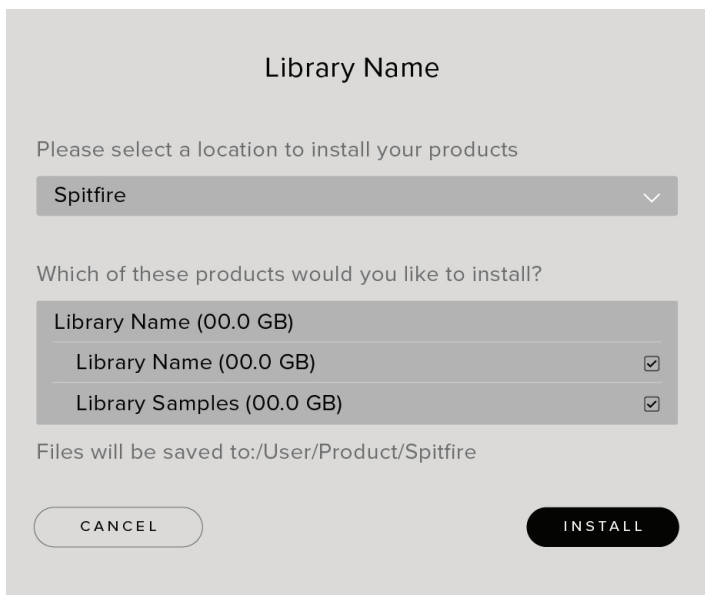 Library Name
Please select a location to install your products
Spitfire
Which of these products would you like to install?
Library Name (00.0 GB)
Library Name (00.0 GB)
Library Samples (00.0 GB)
Files will be saved to:/User/Product/Spitfire
CANCEL
INSTALL